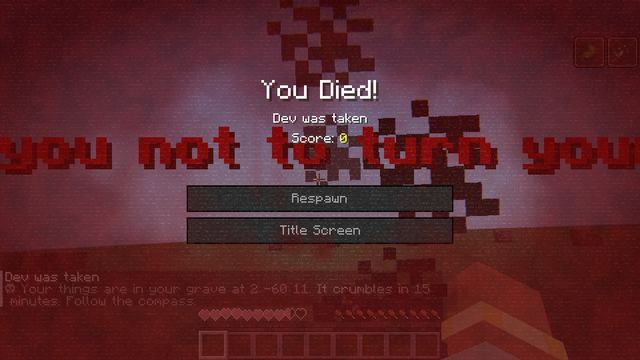 You Died!
Dev was taken
Score: 0
you not to turn your
Respawn
Title Screen
Dev was taken
Your things are in your grave at 2 -60 11. It crumbles in 15
minutes. Follow the compass.